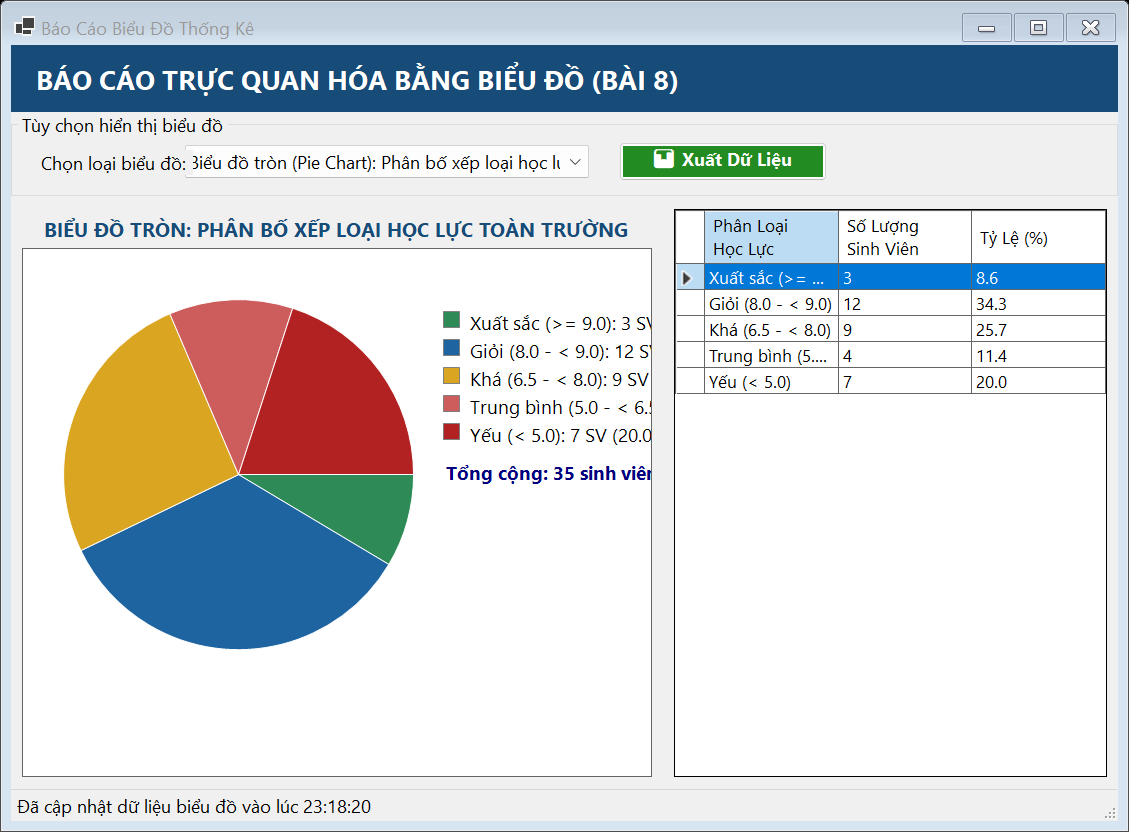 Báo Cáo Biểu Đồ Thống Kê
BÁO CÁO TRỰC QUAN HÓA BẰNG BIỂU ĐỒ (BÀI 8)
Tùy chọn hiển thị biểu đồ
Chọn loại biểu đồ:
Biểu đồ tròn (Pie Chart): Phân bố xếp loại học lự
Xuất Dữ Liệu
BIỂU ĐỒ TRÒN: PHÂN BỐ XẾP LOẠI HỌC LỰC TOÀN TRƯỜNG
Xuất sắc (>= 9.0): 3 SV
Giỏi (8.0 - < 9.0): 12 SV
Khá (6.5 - < 8.0): 9 SV
Trung bình (5.0 - < 6.5
Yếu (< 5.0): 7 SV (20.0
Tổng cộng: 35 sinh viên
Phân Loại Học Lực Số Lượng Sinh Viên Tỷ Lệ (%)
Xuất sắc (>= ... 3 8.6
Giỏi (8.0 - < 9.0) 12 34.3
Khá (6.5 - < 8.0) 9 25.7
Trung bình (5.... 4 11.4
Yếu (< 5.0) 7 20.0
Đã cập nhật dữ liệu biểu đồ vào lúc 23:18:20